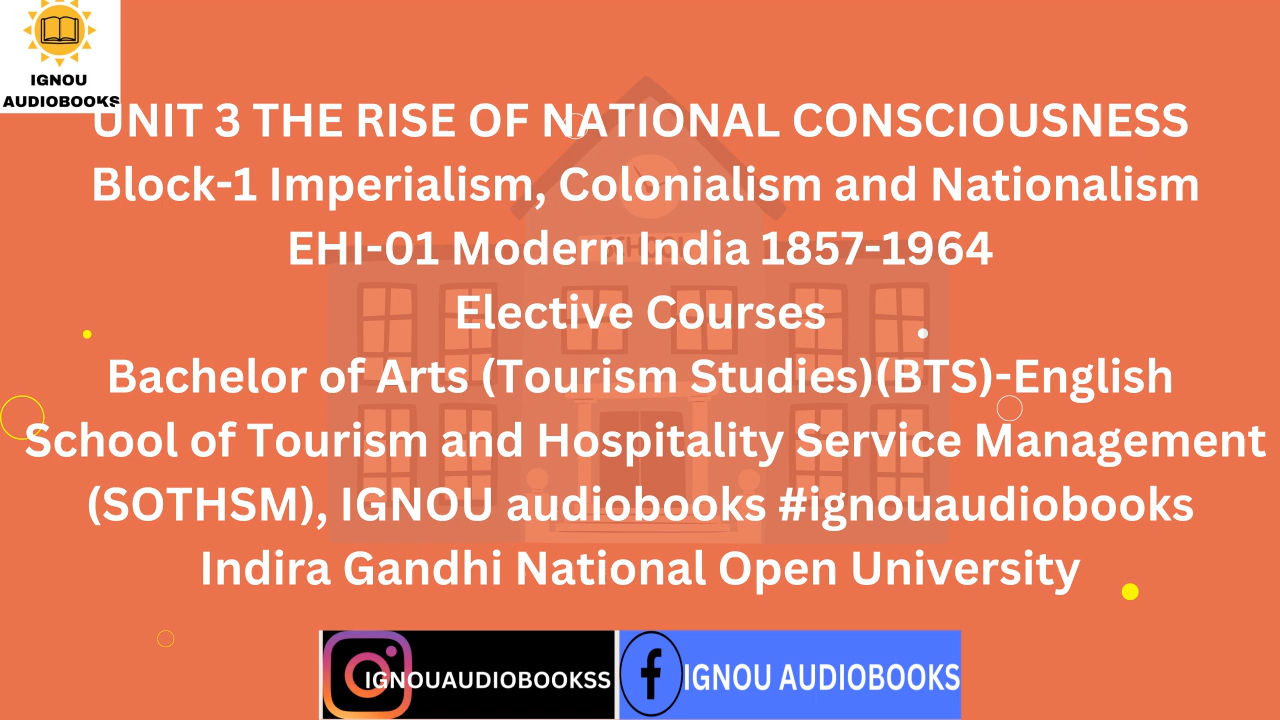 IGNOU
AUDIOBOOKS
UNIT 3 THE RISE OF NATIONAL CONSCIOUSNESS
Block-1 Imperialism, Colonialism and Nationalism
EHI-01 Modern India 1857-1964
SCHOOL
Elective Courses
Bachelor of Arts (Tourism Studies)(BTS)-English
School of Tourism and Hospitality Service Management
(SOTHSM), IGNOU audiobooks #ignouaudiobooks
Indira Gandhi National Open University
IGNOUAUDIOBOOKSS
IGNOU AUDIOBOOKS